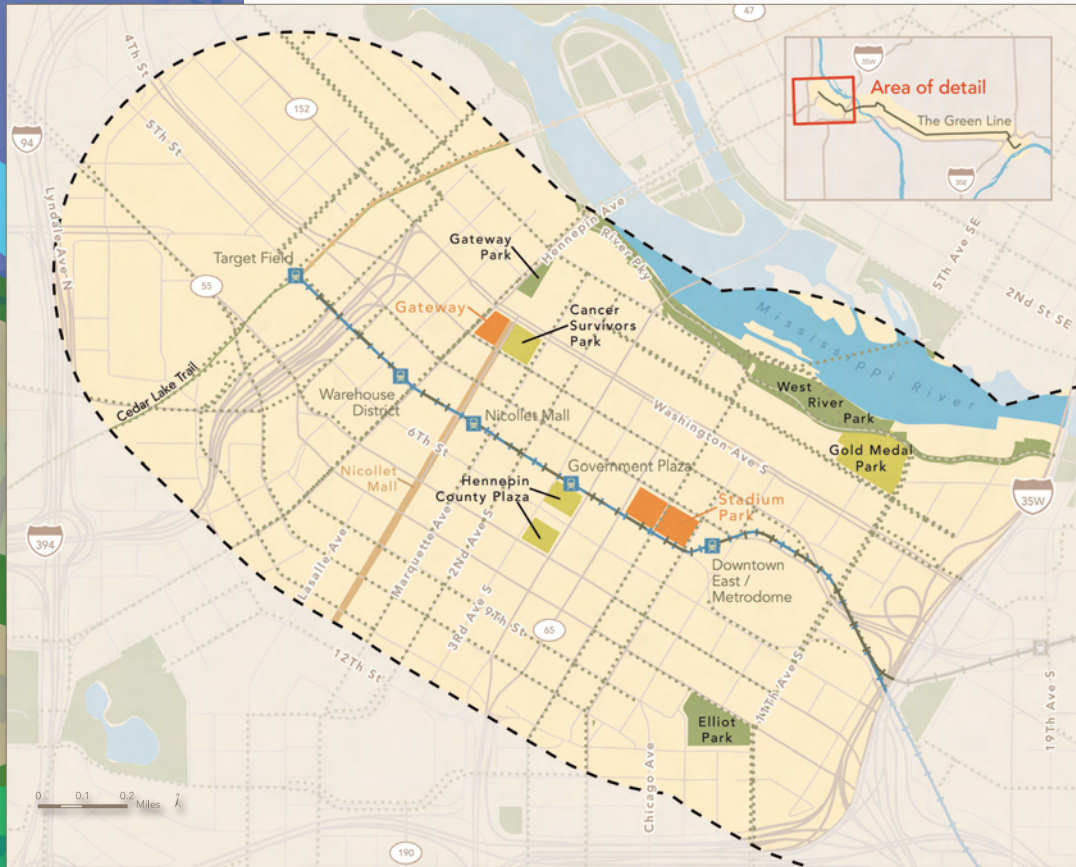 47
4Th St
152
35W
Area of detail
The Green Line
35E
5Th St
94
Lyndale Ave N
Hennepin Ave
Gateway
Park
River Pky
5Th Ave SE
2Nd St SE
Target Field
55
Gateway
Cancer
Survivors
Park
Mississippi River
Cedar Lake Trail
Warehouse
District
Nicollet Mall
West
River
Park
Washington Ave S
6Th St
Gold Medal
Park
Nicollet
Mall
Government Plaza
Hennepin
County Plaza
Stadium
Park
35W
394
Lasalle Ave
Marquette Ave
2Nd Ave S
Downtown
East /
Metrodome
3Rd Ave S
9Th St
65
12Th St
11Th Ave S
19Th Ave S
Elliot
Park
Chicago Ave
0 0.1 0.2
Miles
190